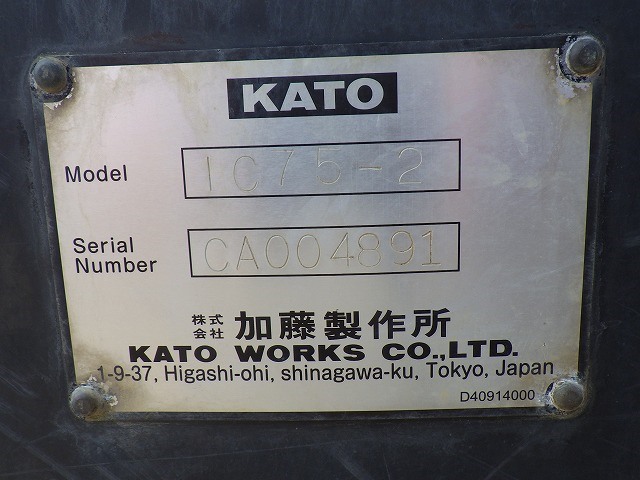 KATO
Model
IC75-2
Serial
Number
CA004891
株式
会社
加藤製作所
KATO WORKS CO.,LTD.
1-9-37, Higashi-ohi, shinagawa-ku, Tokyo, Japan
D40914000